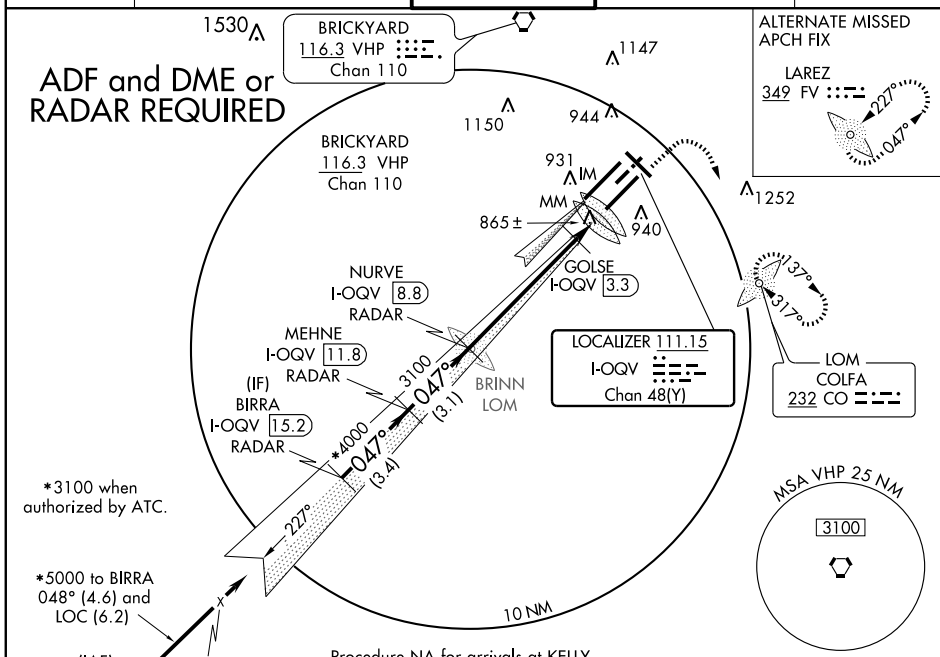 1530
BRICKYARD
116.3 VHP
Chan 110
1147
ALTERNATE MISSED
APCH FIX
LAREZ
349 FV
227°
047°
ADF and DME or
RADAR REQUIRED
1150
944
BRICKYARD
116.3 VHP
Chan 110
931
IM
MM
865±
940
1252
GOLSE
I-OQV 3.3
NURVE
I-OQV 8.8
RADAR
137°
317°
MEHNE
I-OQV 11.8
RADAR
3100
047°
(3.1)
BRINN
LOM
LOCALIZER 111.15
I-OQV
Chan 48(Y)
LOM
COLFA
232 CO
(IF)
BIRRA
I-OQV 15.2
RADAR
*4000
047°
(3.4)
*3100 when
authorized by ATC.
227°
MSA VHP 25 NM
3100
*5000 to BIRRA
048° (4.6) and
LOC (6.2)
x
10 NM